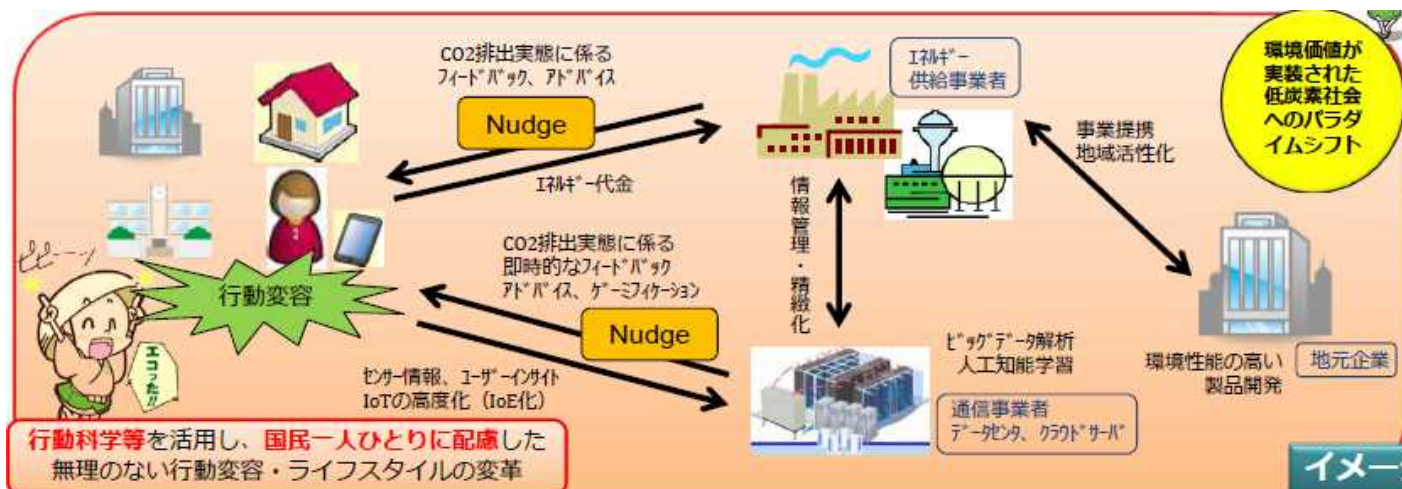 CO2排出実態に係る
ﾌｨｰﾄﾞﾊﾞｯｸ、ｱﾄﾞﾊﾞｲｽ
Nudge
ｴﾈﾙｷﾞｰ代金
ｴﾈﾙｷﾞｰ
供給事業者
環境価値が
実装された
低炭素社会
へのパラダ
イムシフト
事業提携
地域活性化
情報管理・精緻化
CO2排出実態に係る
即時的なﾌｨｰﾄﾞﾊﾞｯｸ
ｱﾄﾞﾊﾞｲｽ、ｹﾞｰﾐﾌｨｹｰｼｮﾝ
Nudge
行動変容
ピピーーッ
エコった!!
ｾﾝｻｰ情報、ﾕｰｻﾞｰｲﾝｻｲﾄ
IoTの高度化（IoE化）
ﾋﾞｯｸﾞﾃﾞｰﾀ解析
人工知能学習
通信事業者
ﾃﾞｰﾀｾﾝﾀ、ｸﾗｳﾄﾞｻｰﾊﾞ
環境性能の高い
製品開発
地元企業
行動科学等を活用し、国民一人ひとりに配慮した
無理のない行動変容・ライフスタイルの変革
イメー